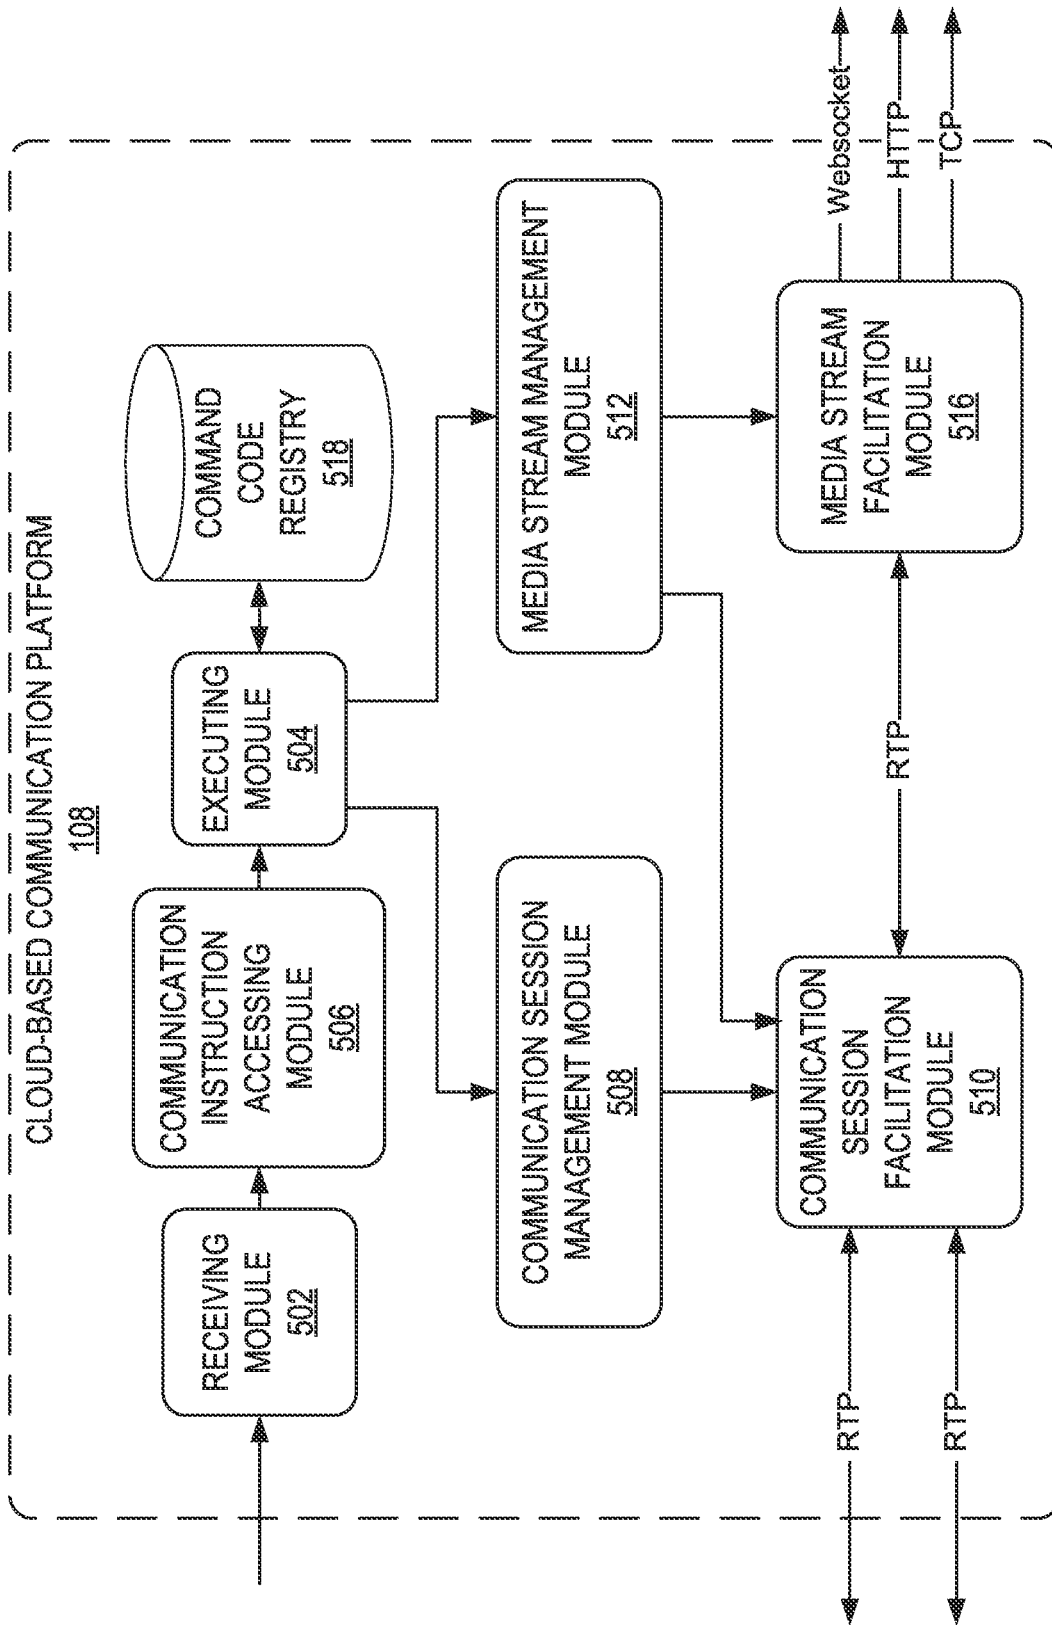 CLOUD-BASED COMMUNICATION PLATFORM
108
RECEIVING
MODULE
502
COMMUNICATION
INSTRUCTION
ACCESSING
MODULE
506
EXECUTING
MODULE
504
COMMAND
CODE
REGISTRY
518
COMMUNICATION SESSION
MANAGEMENT MODULE
508
MEDIA STREAM MANAGEMENT
MODULE
512
RTP
RTP
COMMUNICATION
SESSION
FACILITATION
MODULE
510
RTP
MEDIA STREAM
FACILITATION
MODULE
516
Websocket
HTTP
TCP